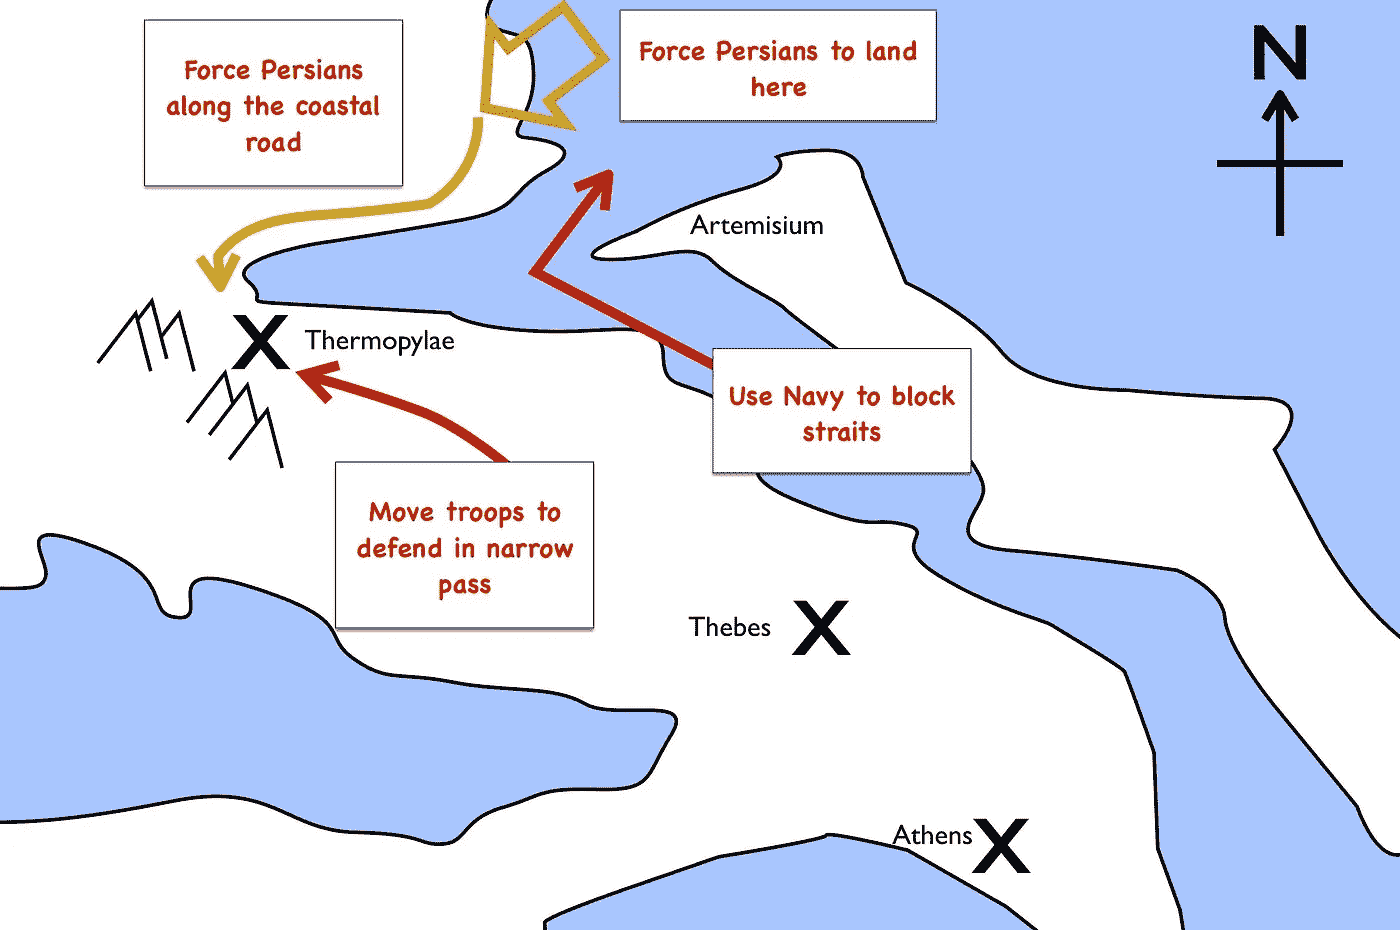 Force Persians
along the coastal
road
Force Persians to land
here
N
Artemisium
X
Thermopylae
Use Navy to block
straits
Move troops to
defend in narrow
pass
Thebes X
Athens X